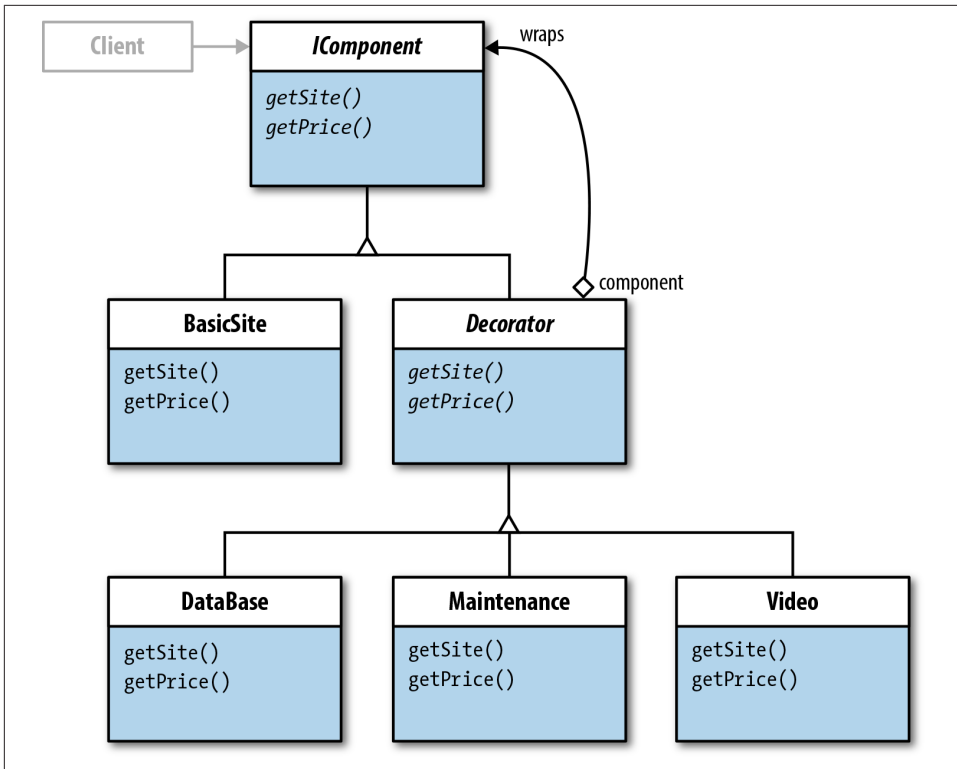 Client
IComponent
wraps
getSite()
getPrice()
component
BasicSite
getSite()
getPrice()
Decorator
getSite()
getPrice()
DataBase
getSite()
getPrice()
Maintenance
getSite()
getPrice()
Video
getSite()
getPrice()